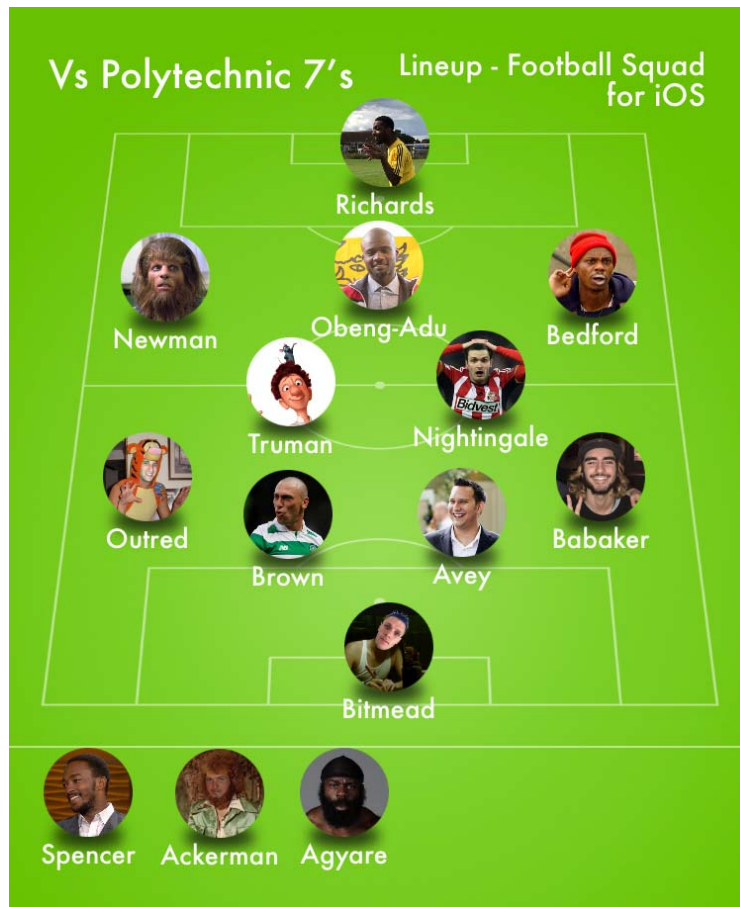 Vs Polytechnic 7's
Lineup - Football Squad
for iOS
Richards
Newman
Obeng-Adu
Bedford
Truman
Nightingale
Bidvest
Outred
Brown
Avey
Babaker
Bitmead
Spencer
Ackerman
Agyare